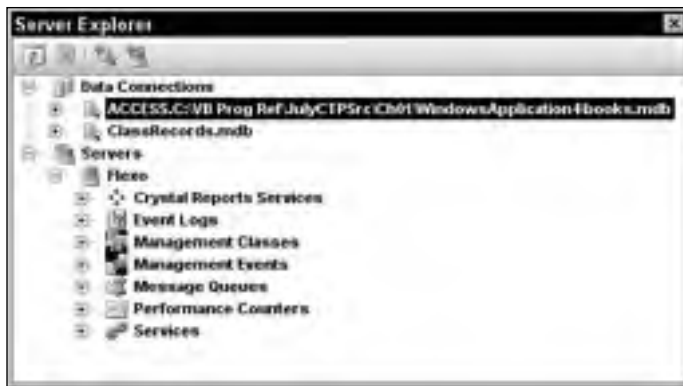 Server Explorer
Data Connections
ACCESS.C:\VB Prog Ref\JulyCTPSrc\Ch01\WindowsApplication4\books.mdb
ClassRecords.mdb
Servers
Flexo
Crystal Reports Services
Event Logs
Management Classes
Management Events
Message Queues
Performance Counters
Services